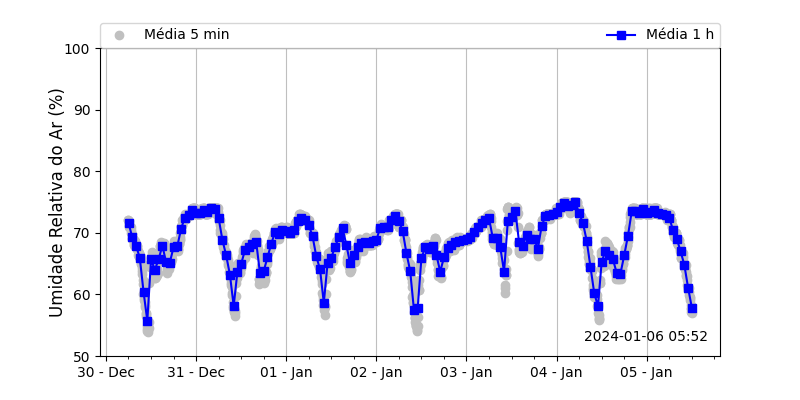 Média 5 min
Média 1 h
Umidade Relativa do Ar (%)
100
90
80
70
60
50
2024-01-06 05:52
30 - Dec
31 - Dec
01 - Jan
02 - Jan
03 - Jan
04 - Jan
05 - Jan